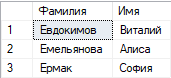 Фамилия Имя
1 Евдокимов Виталий
2 Емельянова Алиса
3 Ермак София